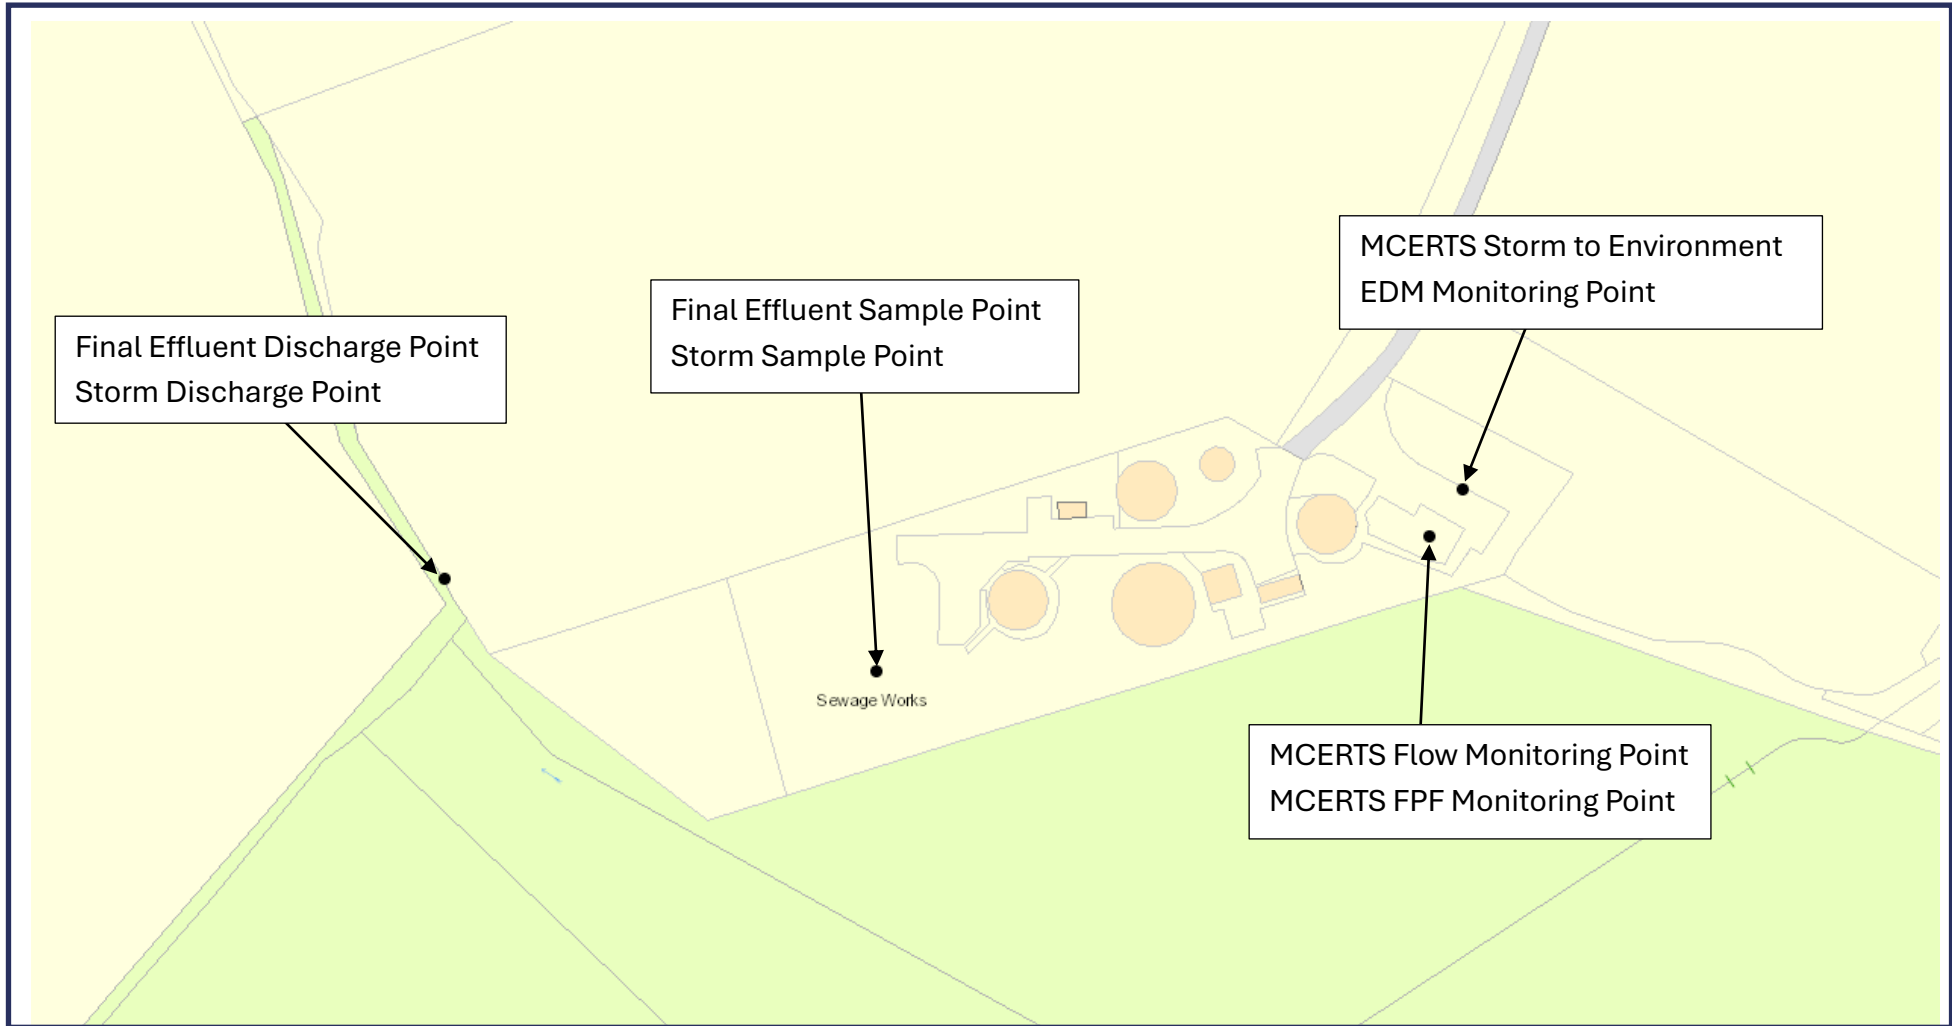 MCERTS Storm to Environment
EDM Monitoring Point
Final Effluent Sample Point
Storm Sample Point
Final Effluent Discharge Point
Storm Discharge Point
Sewage Works
MCERTS Flow Monitoring Point
MCERTS FPF Monitoring Point